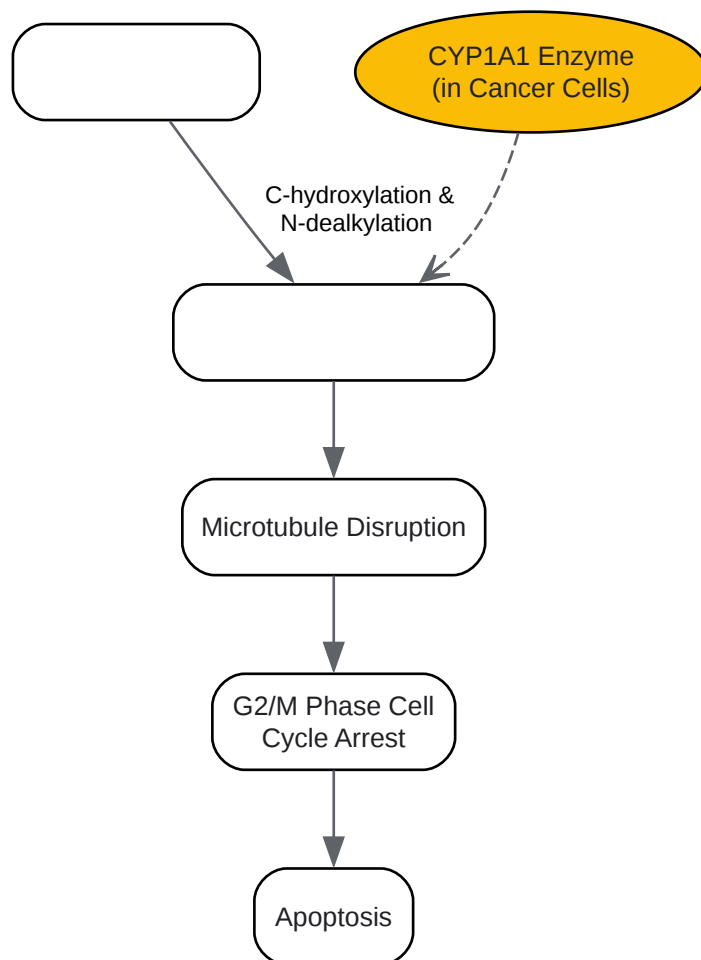 CYP1A1 Enzyme
(in Cancer Cells)
C-hydroxylation &
N-dealkylation
Microtubule Disruption
G2/M Phase Cell
Cycle Arrest
Apoptosis